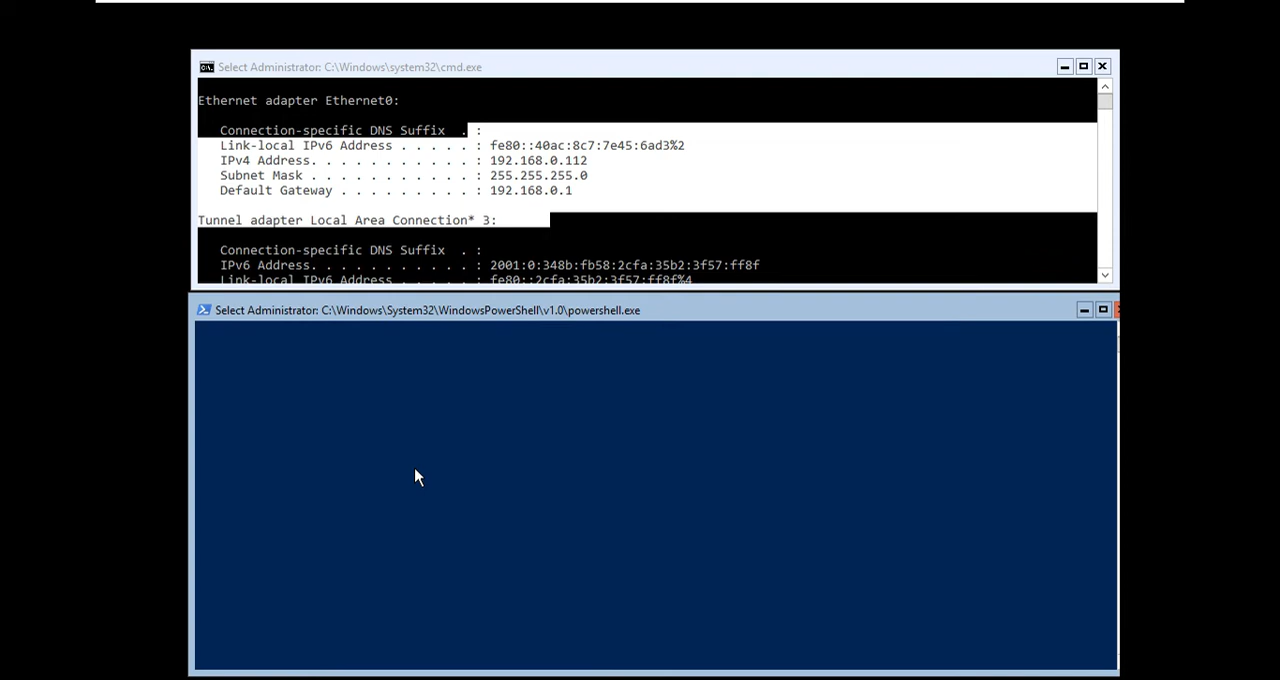 Select Administrator: C:\Windows\system32\cmd.exe
Ethernet adapter Ethernet0:
Connection-specific DNS Suffix  . :
Link-local IPv6 Address . . . . . : fe80::40ac:8c7:7e45:6ad3%2
IPv4 Address. . . . . . . . . . . : 192.168.0.112
Subnet Mask . . . . . . . . . . . : 255.255.255.0
Default Gateway . . . . . . . . . : 192.168.0.1
Tunnel adapter Local Area Connection* 3:
Connection-specific DNS Suffix  . :
IPv6 Address. . . . . . . . . . . : 2001:0:348b:fb58:2cfa:35b2:3f57:ff8f
Link-local IPv6 Address . . . . . : fe80::2cfa:35b2:3f57:ff8f%4
Select Administrator: C:\Windows\System32\WindowsPowerShell\v1.0\powershell.exe